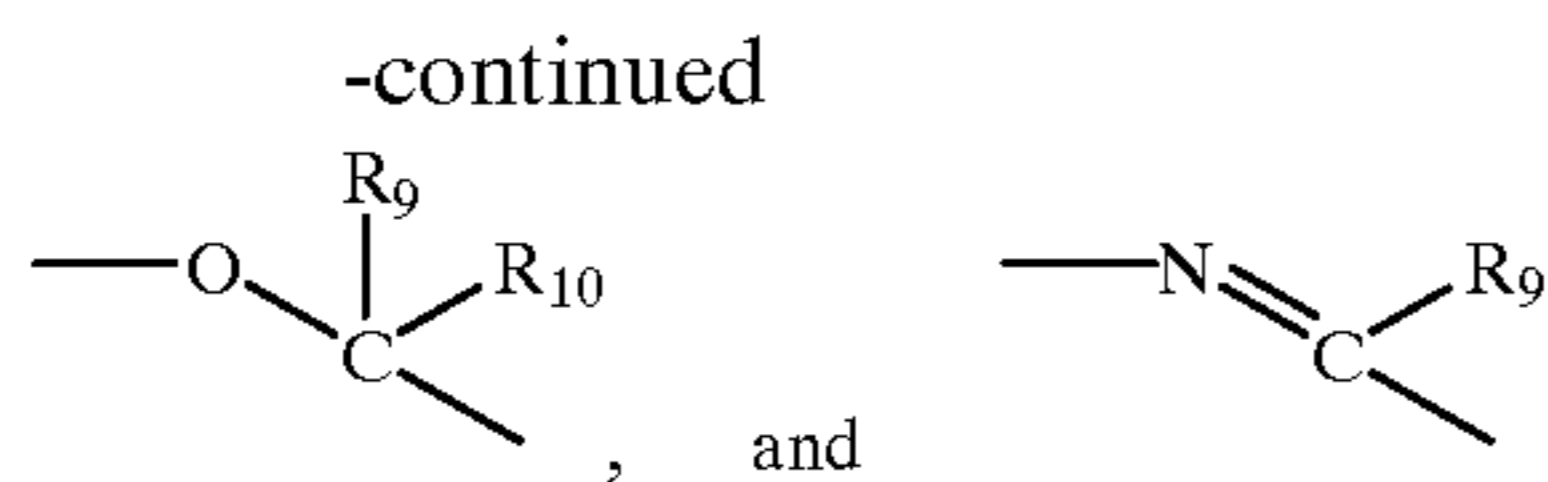 -continued
R9
O R10 N R9
C C
, and